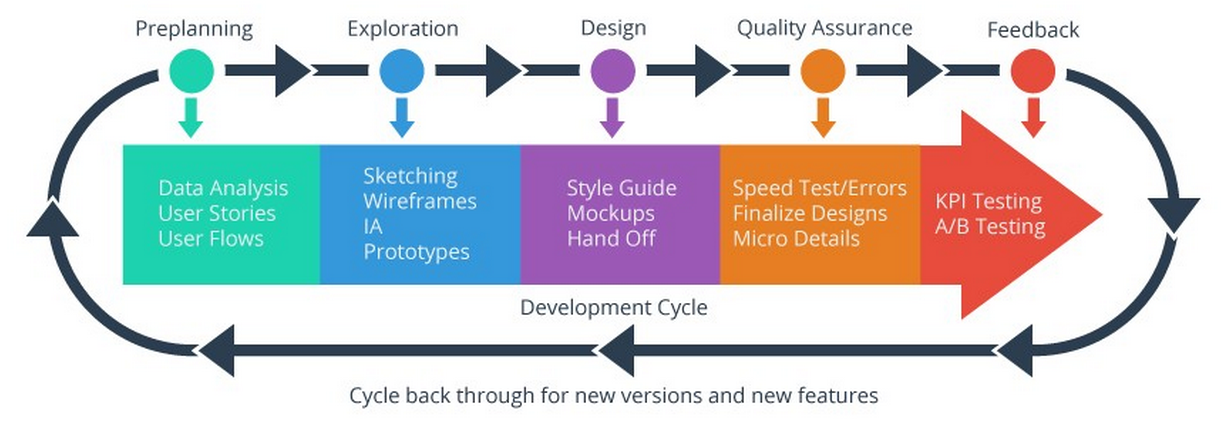 Preplanning
Exploration
Design
Quality Assurance
Feedback
Data Analysis
User Stories
User Flows
Sketching
Wireframes
IA
Prototypes
Style Guide
Mockups
Hand Off
Speed Test/Errors
Finalize Designs
Micro Details
KPI Testing
A/B Testing
Development Cycle
Cycle back through for new versions and new features